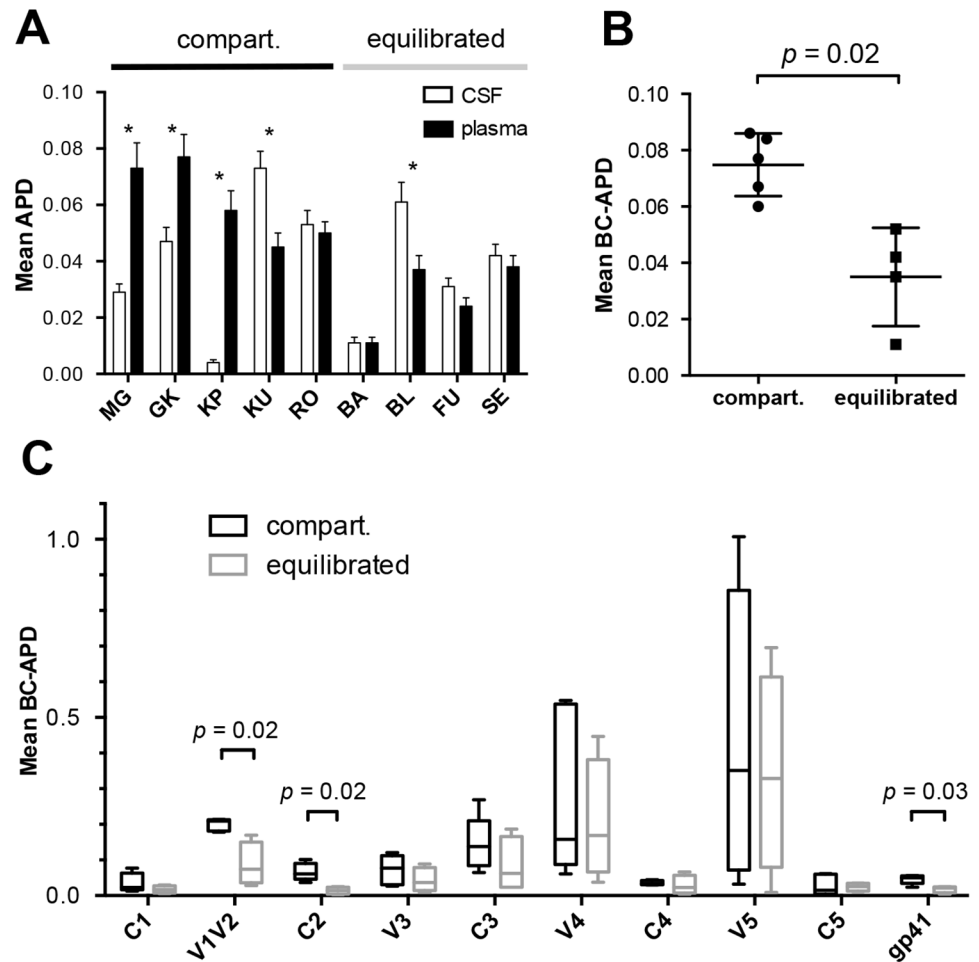 A
compart.
equilibrated
CSF
plasma
Mean APD
0.10
0.08
0.06
0.04
0.02
0.00
* * * * *
MG GK KP KU RO BA BL FU SE
B
p = 0.02
Mean BC-APD
0.10
0.08
0.06
0.04
0.02
0.00
compart. equilibrated
C
compart.
equilibrated
Mean BC-APD
1.0
0.5
0.0
p = 0.02
p = 0.02
p = 0.03
C1 V1V2 C2 V3 C3 V4 C4 V5 C5 gp41